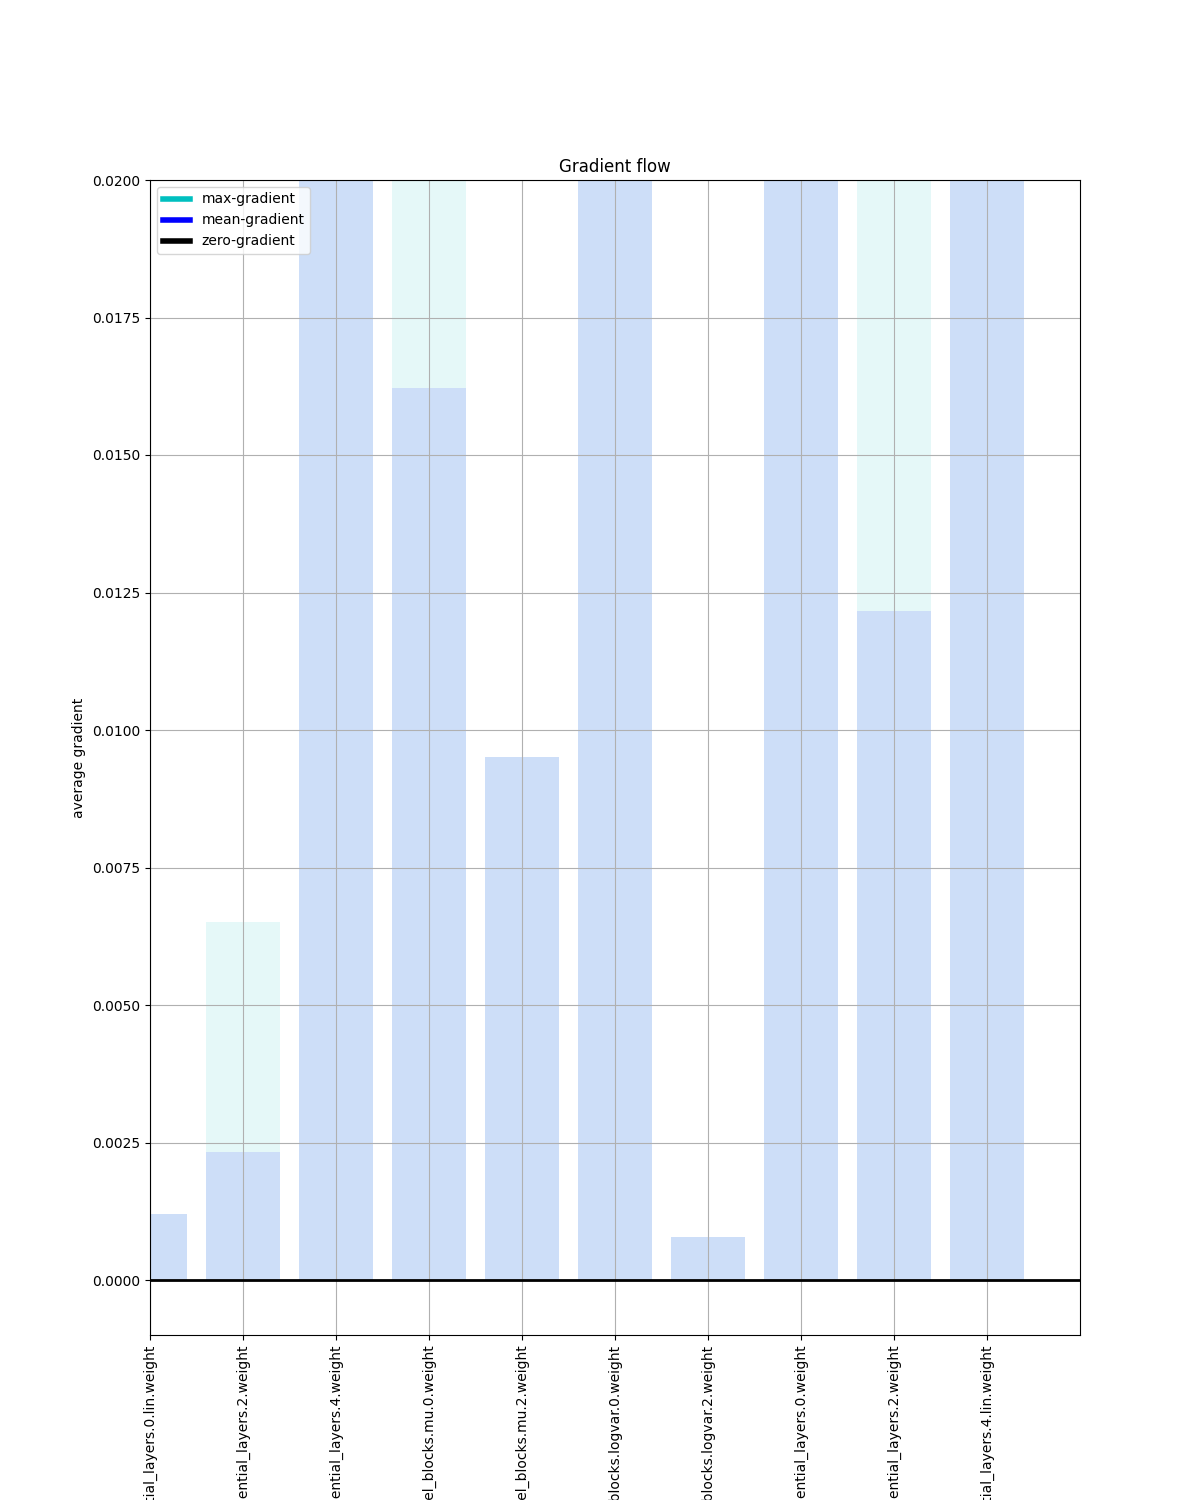 Gradient flow
max-gradient
mean-gradient
zero-gradient
0.0200
0.0175
0.0150
0.0125
0.0100
0.0075
0.0050
0.0025
0.0000
average gradient
tial_layers.0.lin.weight
ential_layers.2.weight
ential_layers.4.weight
el_blocks.mu.0.weight
el_blocks.mu.2.weight
blocks.logvar.0.weight
blocks.logvar.2.weight
ential_layers.0.weight
ential_layers.2.weight
tial_layers.4.lin.weight